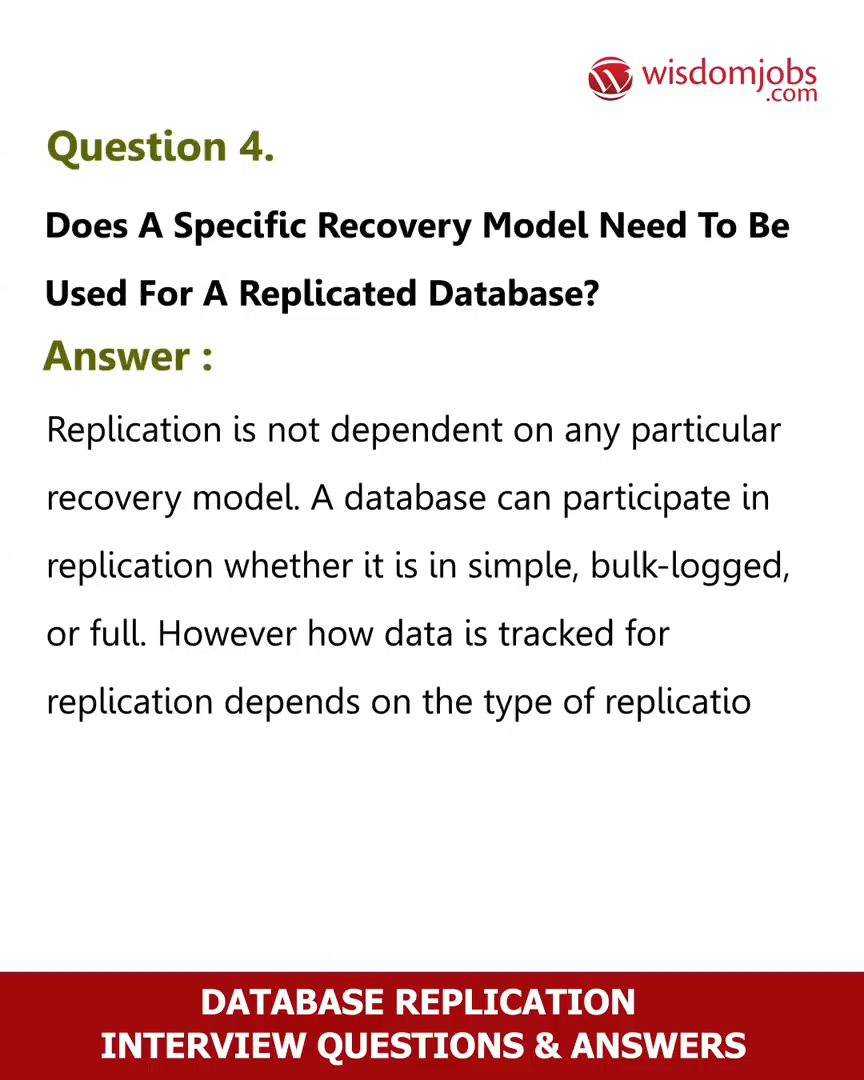 wisdomjobs
.com
Question 4.
Does A Specific Recovery Model Need To Be
Used For A Replicated Database?
Answer :
Replication is not dependent on any particular
recovery model. A database can participate in
replication whether it is in simple, bulk-logged,
or full. However how data is tracked for
replication depends on the type of replicatio
DATABASE REPLICATION
INTERVIEW QUESTIONS & ANSWERS